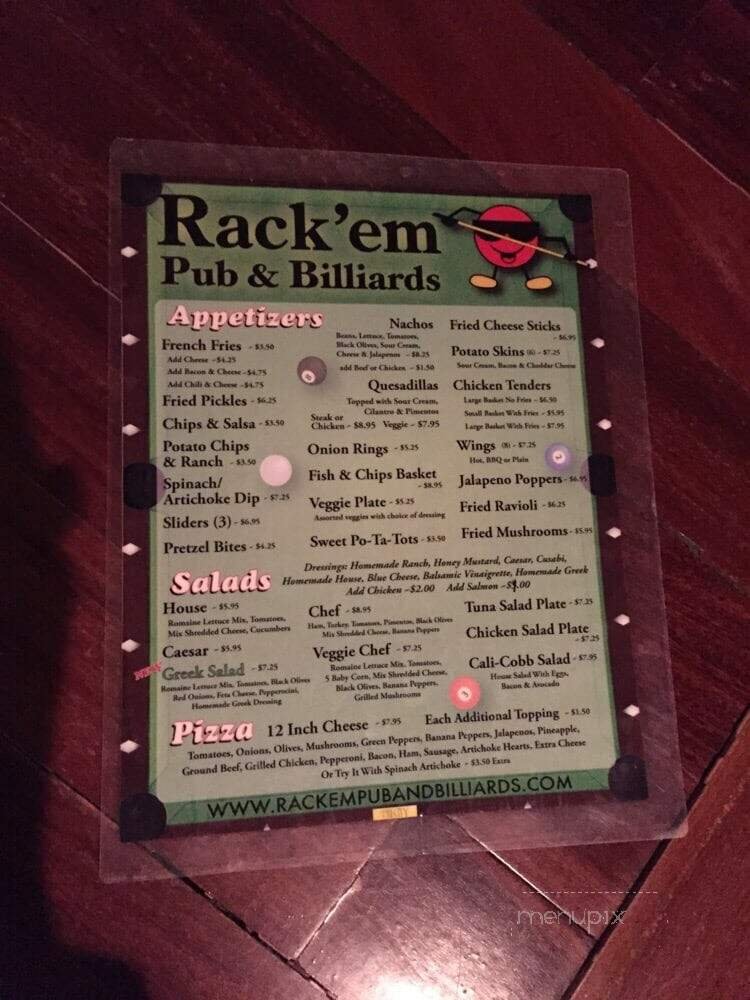 Rack'em
Pub & Billiards
Appetizers
French Fries - $3.50
Add Cheese -$4.25
Add Bacon & Cheese -$4.75
Add Chili & Cheese -$4.75
Fried Pickles - $6.25
Chips & Salsa - $3.50
Potato Chips
& Ranch - $3.50
Spinach/
Artichoke Dip - $7.25
Sliders (3) - $6.95
Pretzel Bites - $4.25
Nachos
Beans, Lettuce, Tomatoes,
Black Olives, Sour Cream,
Cheese & Jalapenos - $8.25
add Beef or Chicken - $1.50
Quesadillas
Topped with Sour Cream,
Cilantro & Pimentos
Steak or
Chicken - $8.95 Veggie - $7.95
Onion Rings - $5.25
Fish & Chips Basket
- $8.95
Veggie Plate - $5.25
Assorted veggies with choice of dressing
Sweet Po-Ta-Tots - $3.50
Fried Cheese Sticks
- $6.95
Potato Skins (6) - $7.25
Sour Cream, Bacon & Cheddar Cheese
Chicken Tenders
Large Basket No Fries - $6.50
Small Basket With Fries - $5.95
Large Basket With Fries - $7.95
Wings (8) - $7.25
Hot, BBQ or Plain
Jalapeno Poppers - $6.95
Fried Ravioli - $6.25
Fried Mushrooms - $5.95
Salads
Dressings: Homemade Ranch, Honey Mustard, Caesar, Cusabi,
Homemade House, Blue Cheese, Balsamic Vinaigrette, Homemade Greek
Add Chicken -$2.00 Add Salmon
House - $5.95
Romaine Lettuce Mix, Tomatoes,
Mix Shredded Cheese, Cucumbers
Caesar - $5.95
NEW
Greek Salad - $7.25
Romaine Lettuce Mix, Tomatoes, Black Olives
Red Onions, Feta Cheese, Pepperocini,
Homemade Greek Dressing
Chef - $8.95
Ham, Turkey, Tomatoes, Pimentos, Black Olives
Mix Shredded Cheese, Banana Peppers
Veggie Chef - $7.25
Romaine Lettuce Mix, Tomatoes,
5 Baby Corn, Mix Shredded Cheese,
Black Olives, Banana Peppers,
Grilled Mushrooms
Tuna Salad Plate - $7.25
Chicken Salad Plate
- $7.25
Cali-Cobb Salad - $7.95
House Salad With Eggs,
Bacon & Avocado
Pizza 12 Inch Cheese - $7.95 Each Additional Topping - $1.50
Tomatoes, Onions, Olives, Mushrooms, Green Peppers, Banana Peppers, Jalapenos, Pineapple,
Ground Beef, Grilled Chicken, Pepperoni, Bacon, Ham, Sausage, Artichoke Hearts, Extra Cheese
Or Try It With Spinach Artichoke - $3.50 Extra
WWW.RACKEMPUBANDBILLIARDS.COM
menupix